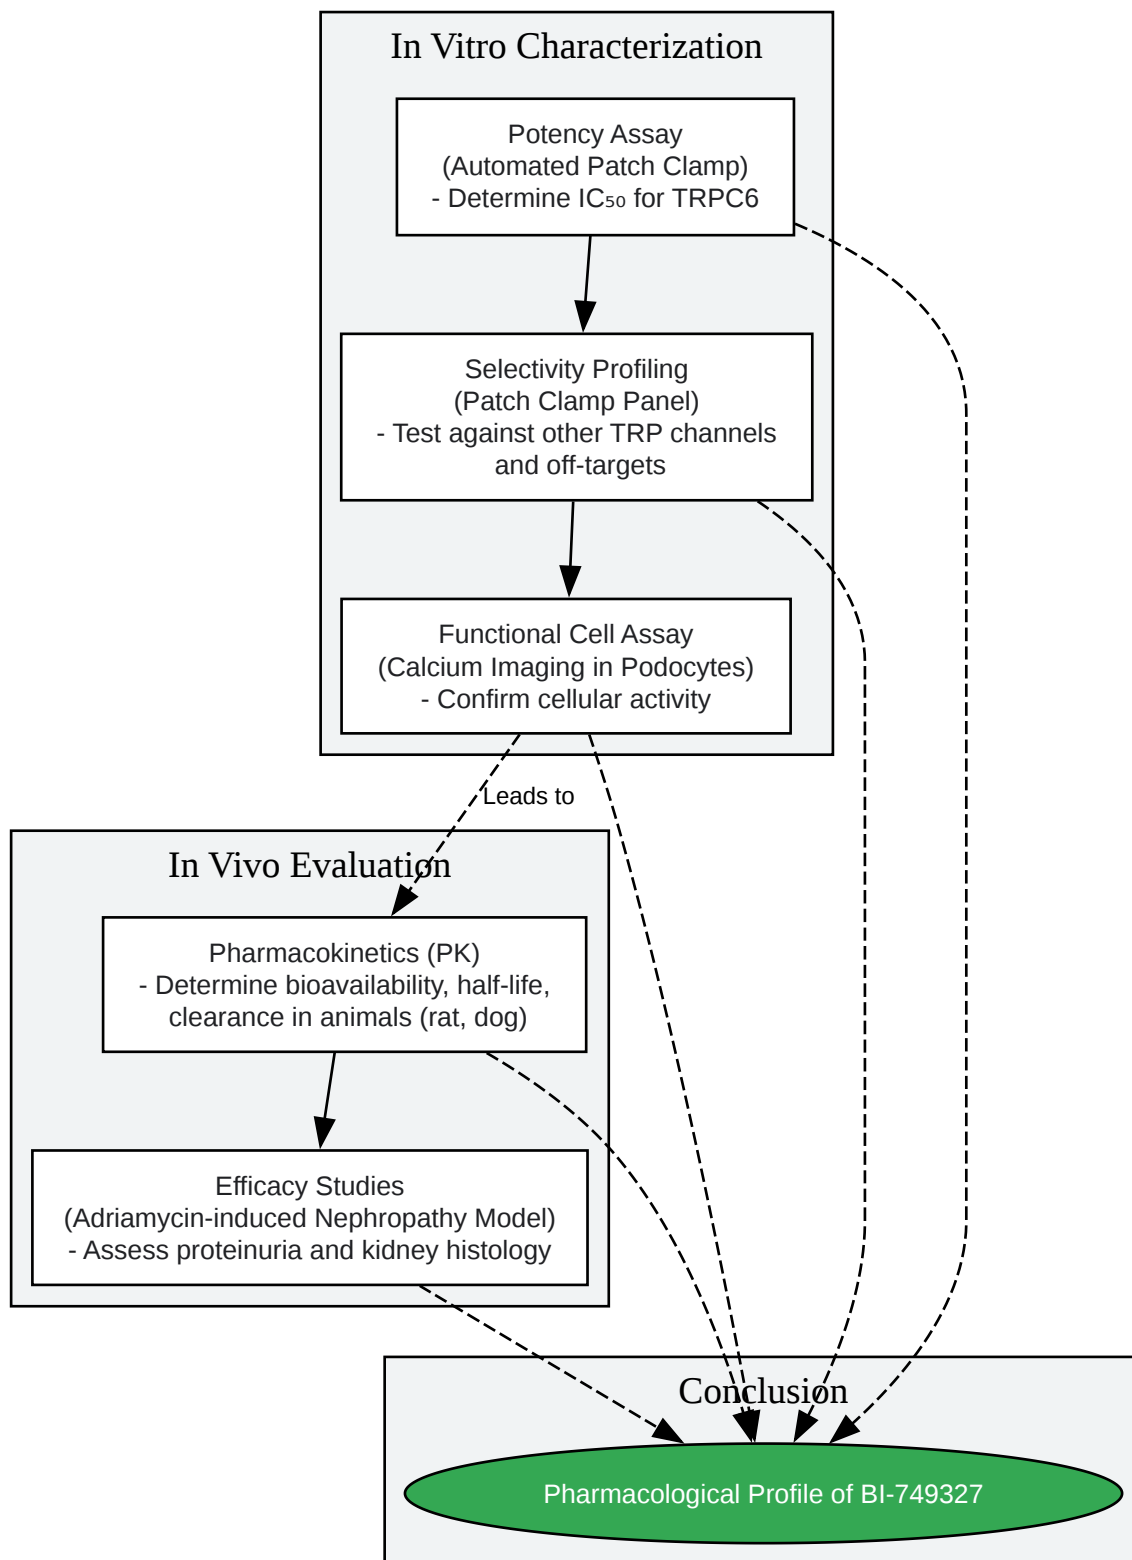 In Vitro Characterization
Potency Assay
(Automated Patch Clamp)
- Determine IC₅₀ for TRPC6
Selectivity Profiling
(Patch Clamp Panel)
- Test against other TRP channels
and off-targets
Functional Cell Assay
(Calcium Imaging in Podocytes)
- Confirm cellular activity
Leads to
In Vivo Evaluation
Pharmacokinetics (PK)
- Determine bioavailability, half-life,
clearance in animals (rat, dog)
Efficacy Studies
(Adriamycin-induced Nephropathy Model)
- Assess proteinuria and kidney histology
Conclusion
Pharmacological Profile of BI-749327